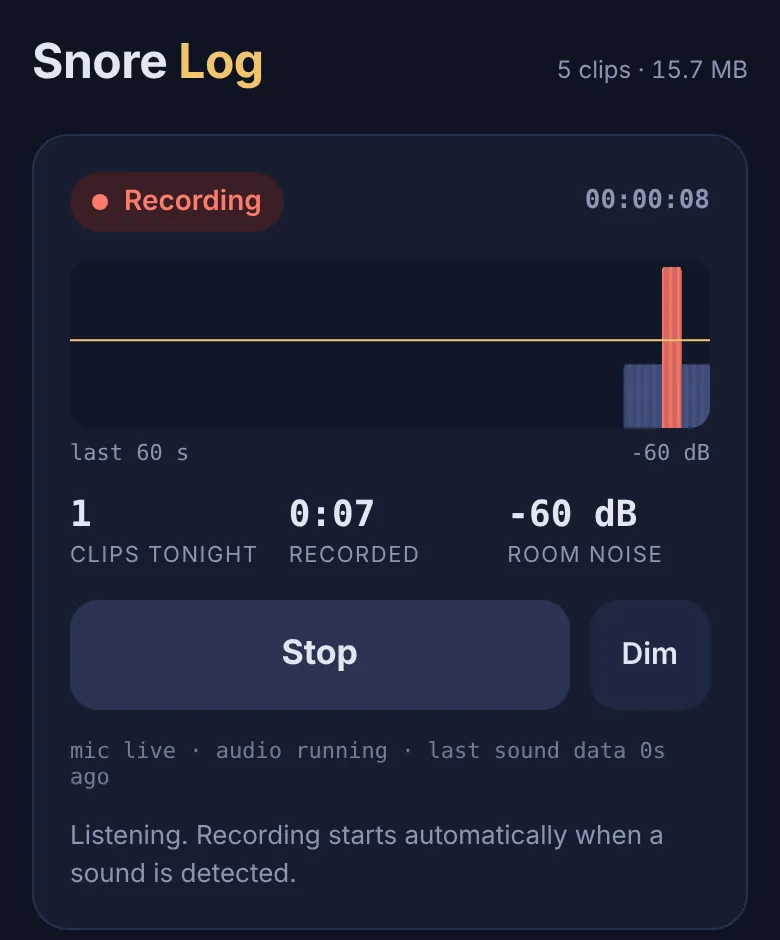 Snore Log
5 clips · 15.7 MB
Recording
00:00:08
last 60 s
-60 dB
1
0:07
-60 dB
CLIPS TONIGHT
RECORDED
ROOM NOISE
Stop
Dim
mic live · audio running · last sound data 0s
ago
Listening. Recording starts automatically when a
sound is detected.